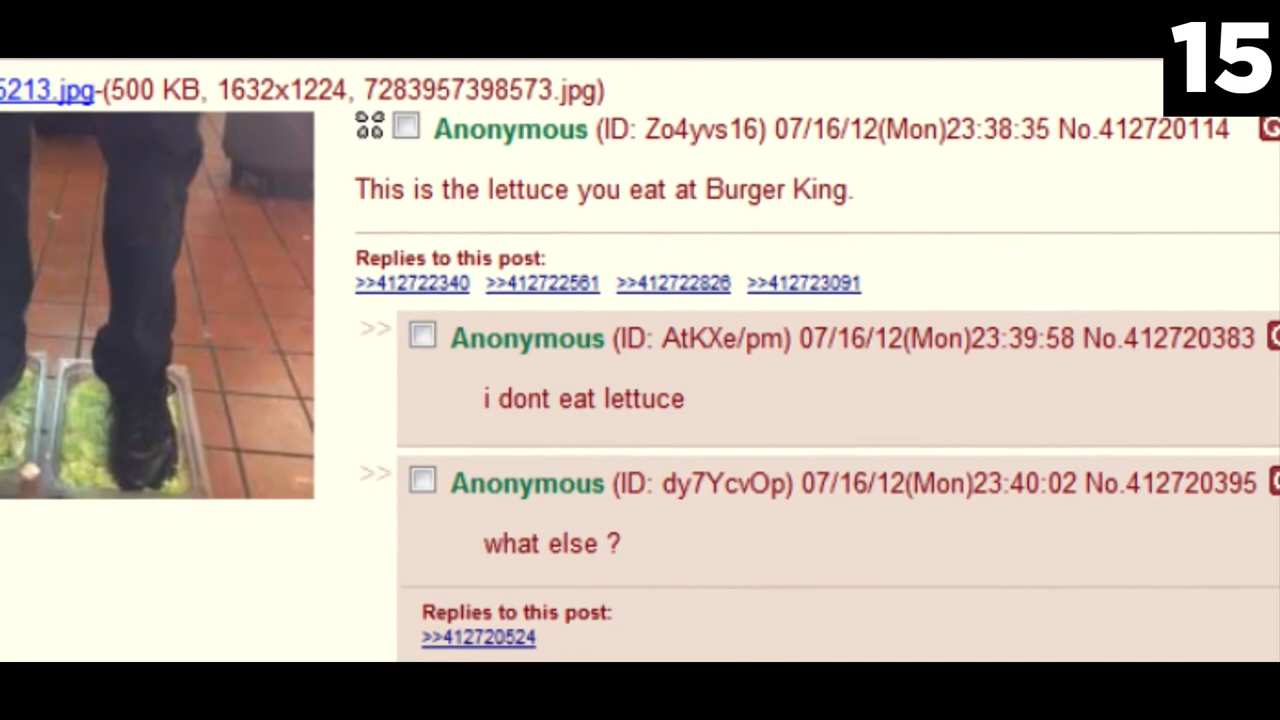 15
5213.jpg-(500 KB, 1632x1224, 7283957398573.jpg)
Anonymous (ID: Zo4yvs16) 07/16/12(Mon)23:38:35 No.412720114
This is the lettuce you eat at Burger King.
Replies to this post:
>>412722340 >>412722561 >>412722826 >>412723091
>> Anonymous (ID: AtKXe/pm) 07/16/12(Mon)23:39:58 No.412720383
i dont eat lettuce
>> Anonymous (ID: dy7YcvOp) 07/16/12(Mon)23:40:02 No.412720395
what else ?
Replies to this post:
>>412720524